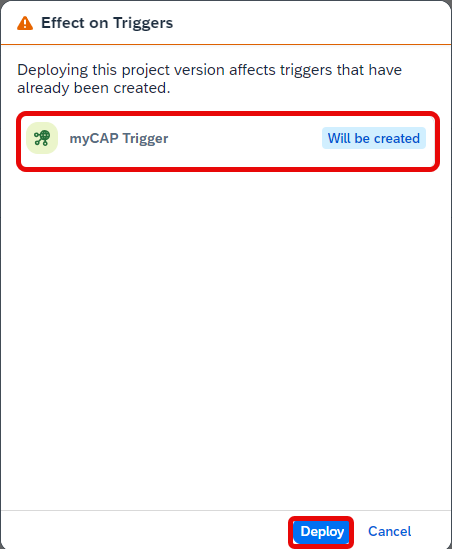 Effect on Triggers
Deploying this project version affects triggers that have
already been created.
myCAP Trigger Will be created
Deploy Cancel